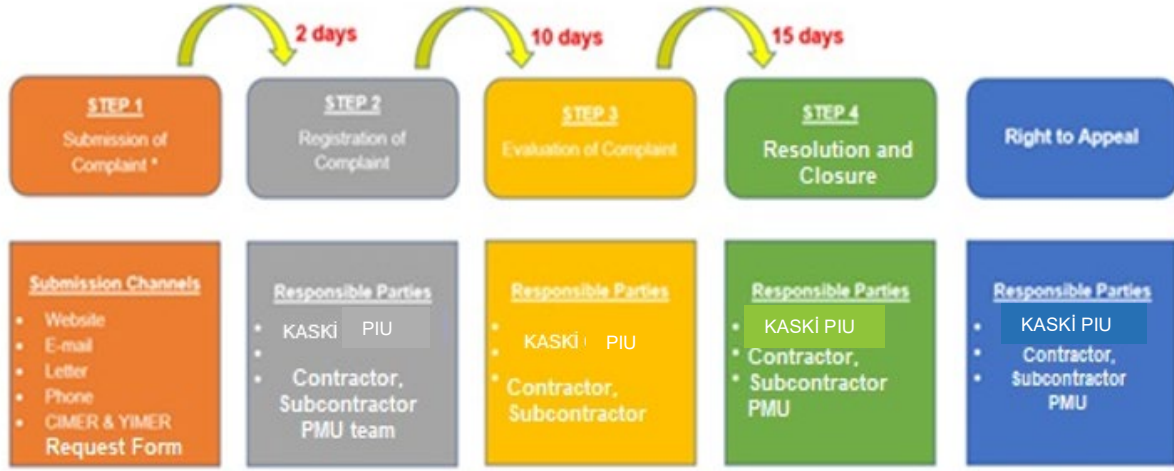 2 days
10 days
15 days
STEP 1
Submission of
Complaint *
STEP 2
Registration of
Complaint
STEP 3
Evaluation of Complaint
STEP 4
Resolution and
Closure
Right to Appeal
Submission Channels
• Website
• E-mail
• Letter
• Phone
• CIMER & YIMER
Request Form
Responsible Parties
• KASKİ PIU
•
• Contractor,
Subcontractor
PMU team
Responsible Parties
• KASKİ PIU
•
• Contractor,
Subcontractor
Responsible Parties
• KASKİ PIU
• Contractor,
• Subcontractor
PMU
Responsible Parties
• KASKİ PIU
• Contractor,
• Subcontractor
PMU